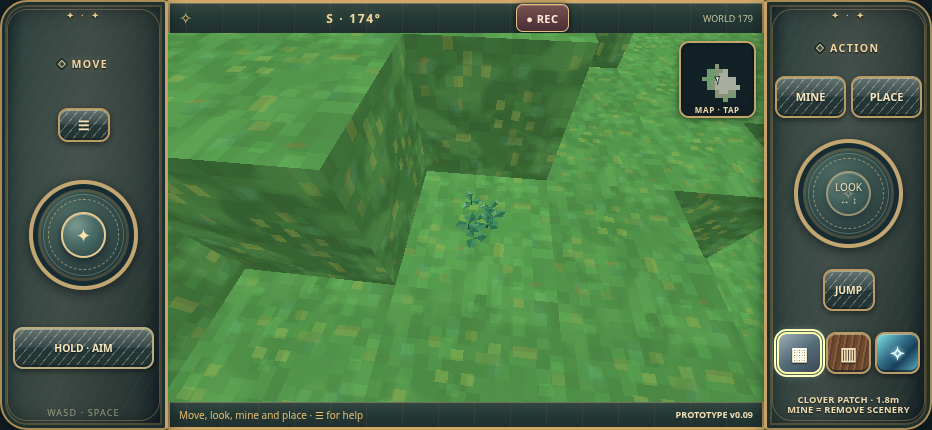 MOVE
HOLD · AIM
WASD · SPACE
S · 174°
● REC
WORLD 179
MAP · TAP
Move, look, mine and place · ☰ for help
PROTOTYPE v0.09
ACTION
MINE
PLACE
LOOK
JUMP
CLOVER PATCH · 1.8m
MINE = REMOVE SCENERY